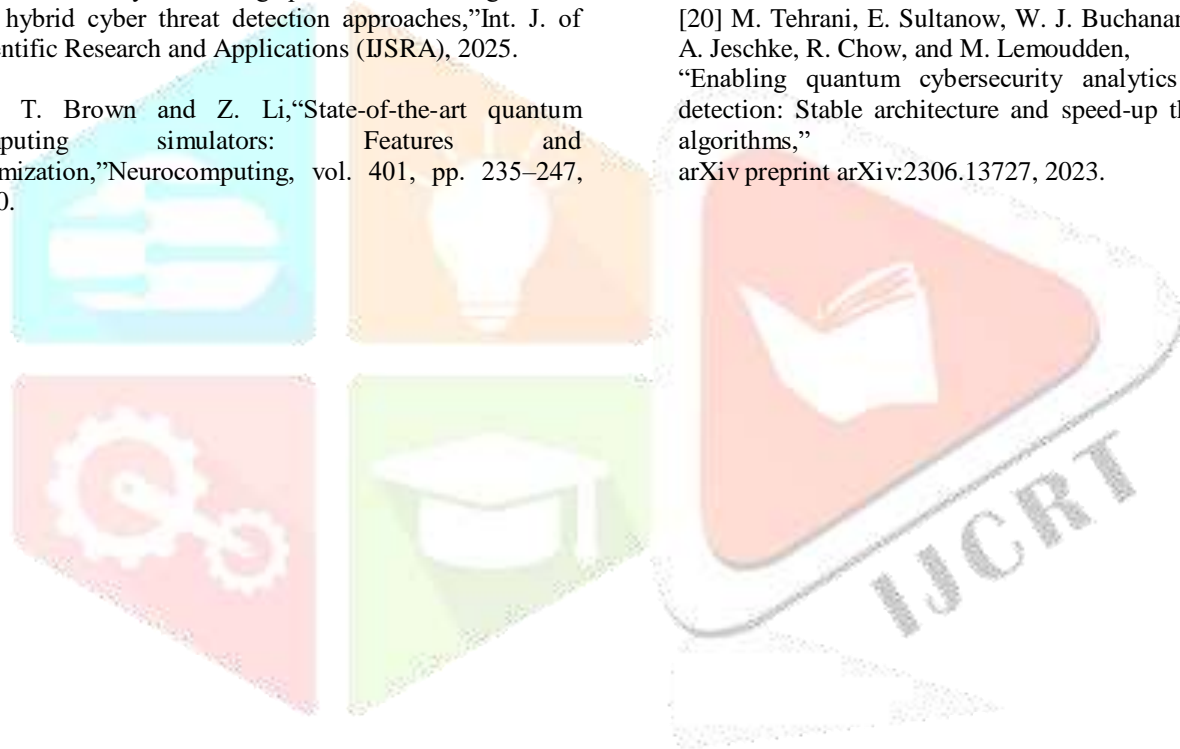 hybrid cyber threat detection approaches,”Int. J. of
entific Research and Applications (IJSRA), 2025.
T. Brown and Z. Li,“State-of-the-art quantum
puting simulators: Features and
mization,”Neurocomputing, vol. 401, pp. 235–247,
0.
[20] M. Tehrani, E. Sultanow, W. J. Buchanan
A. Jeschke, R. Chow, and M. Lemoudden,
“Enabling quantum cybersecurity analytics
detection: Stable architecture and speed-up th
algorithms,”
arXiv preprint arXiv:2306.13727, 2023.
IJCRT